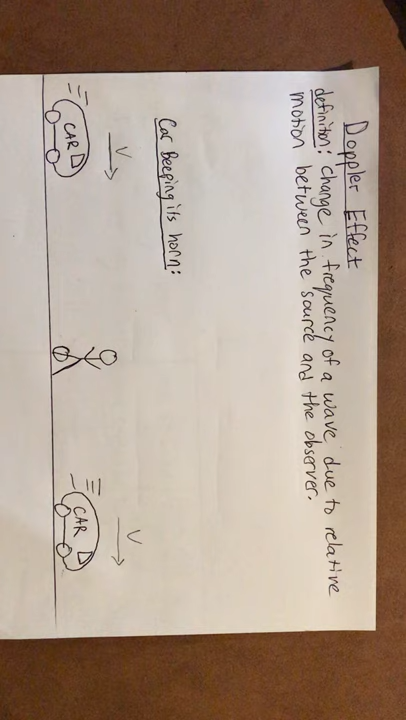 Doppler Effect
definition: change in frequency of a wave due to relative
motion between the source and the observer.
Car Beeping its horn:
V
V
CAR
CAR